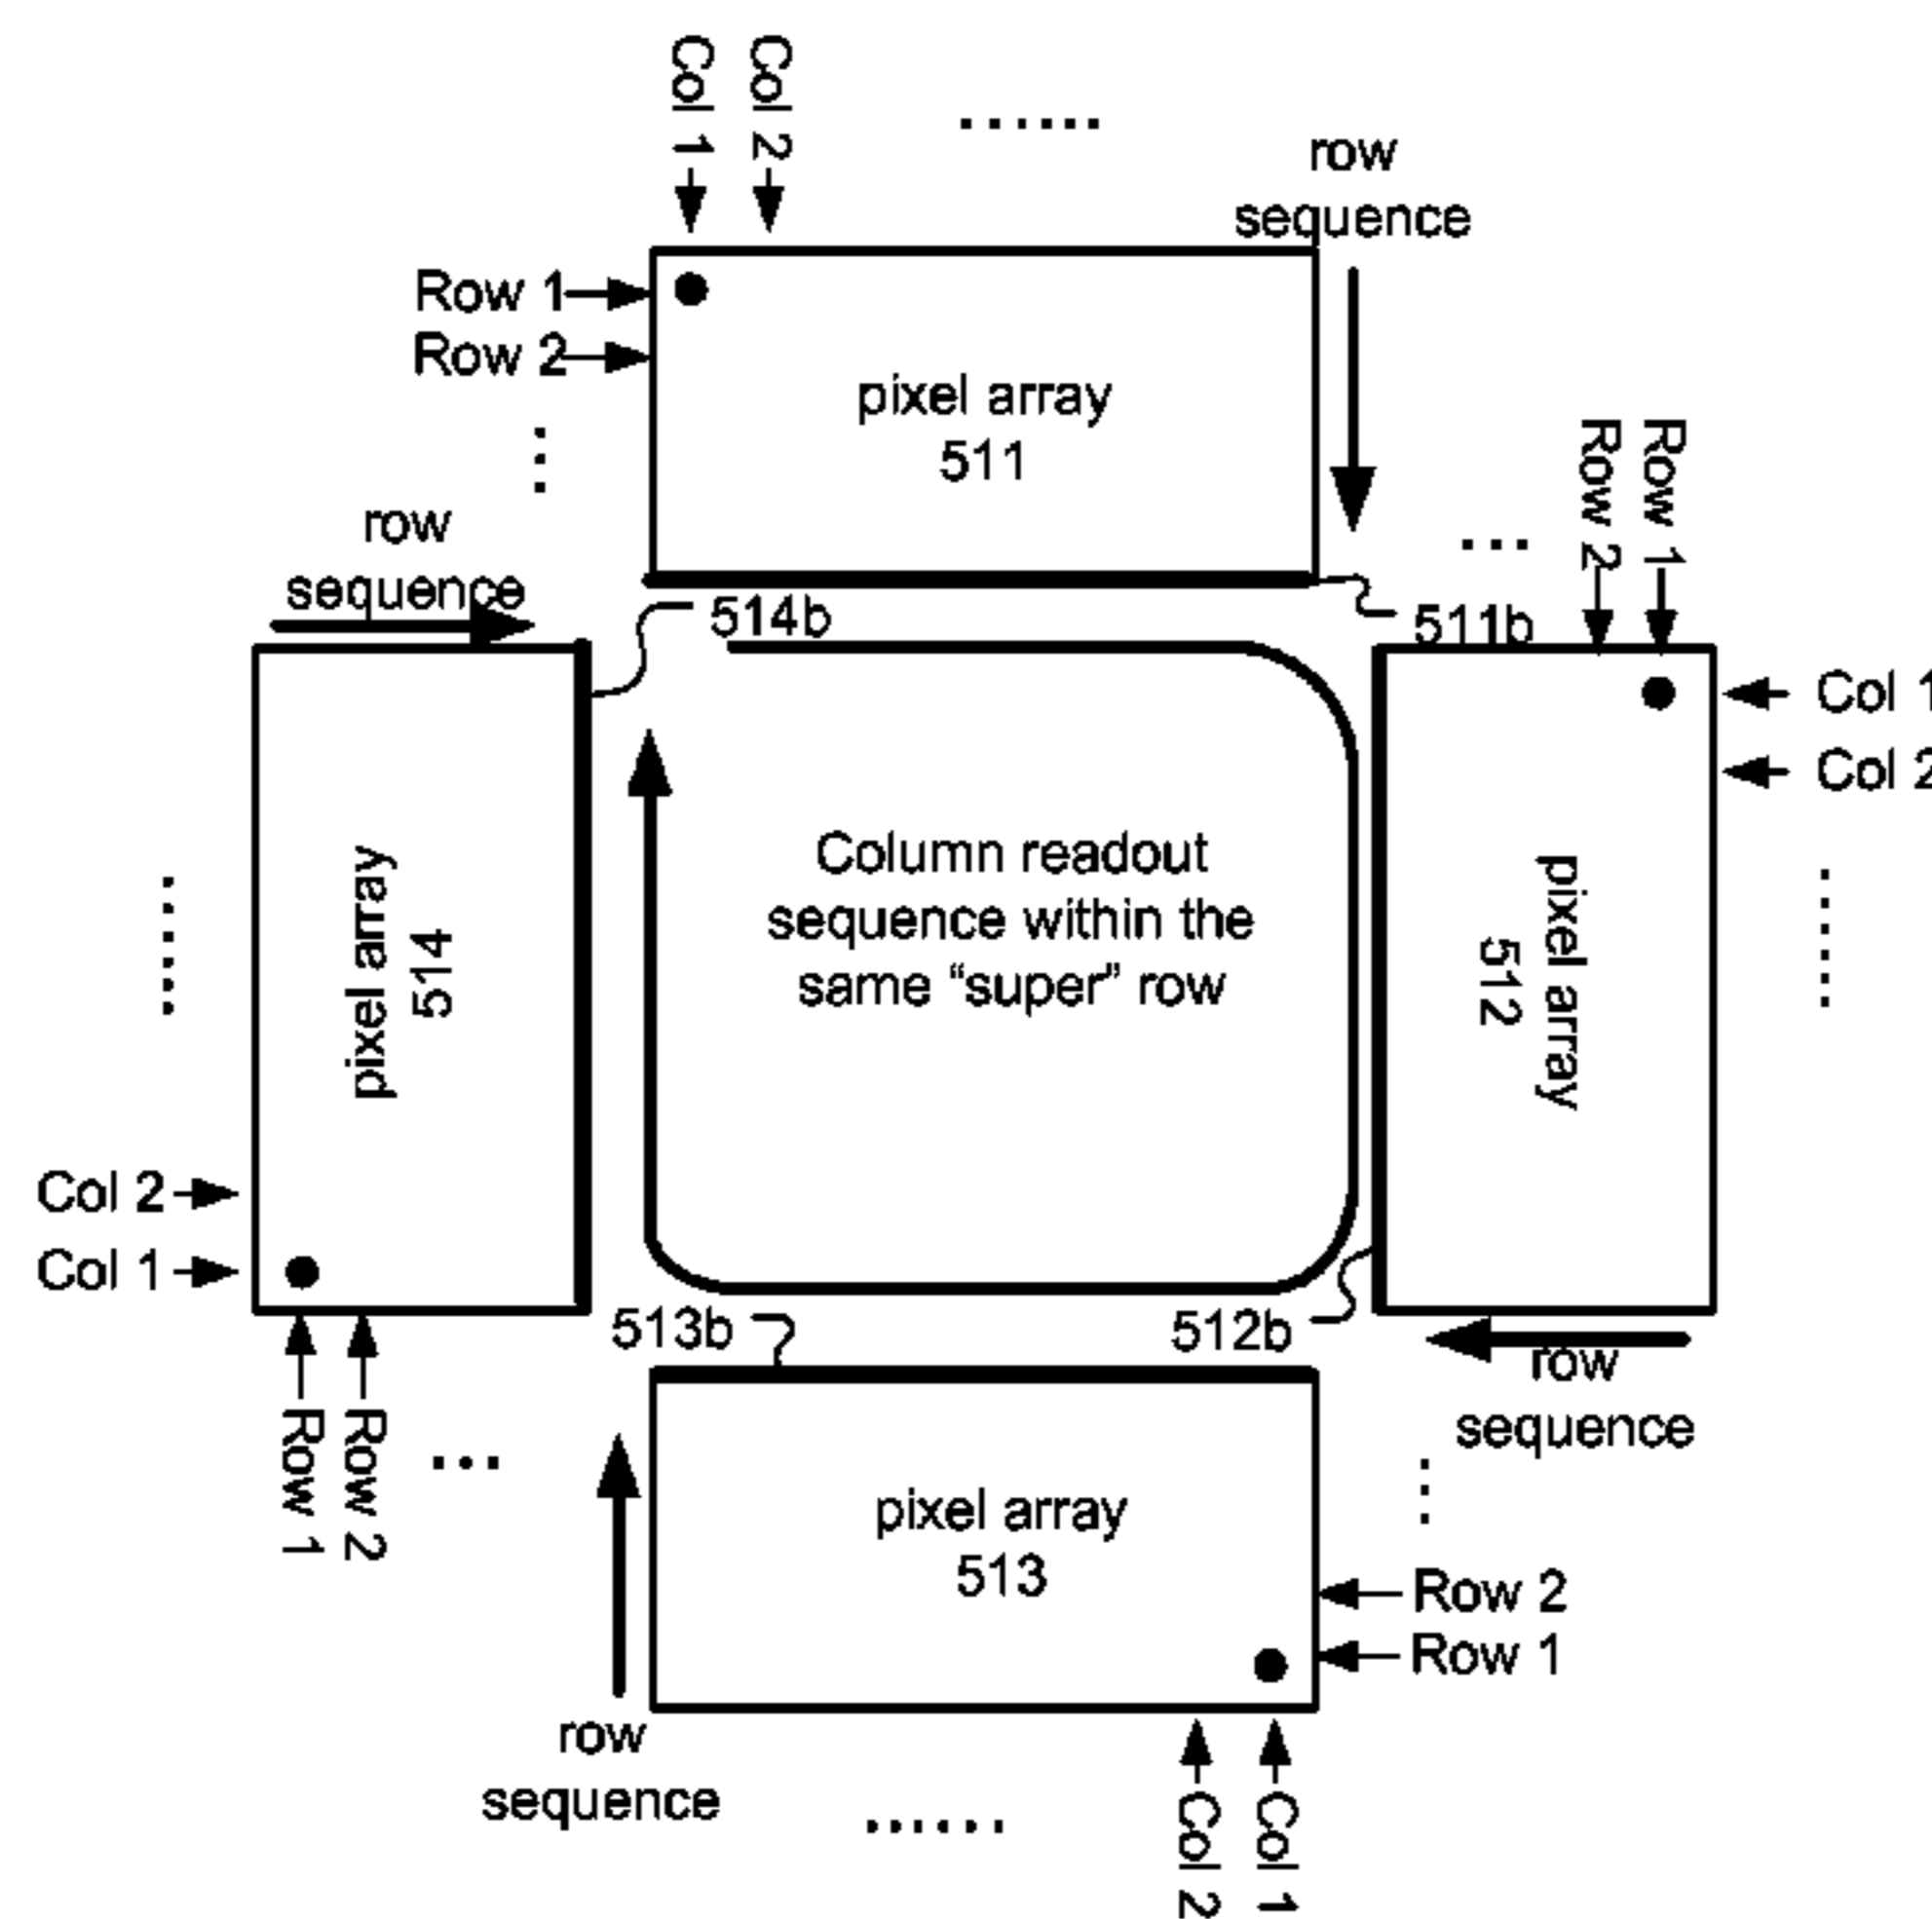 Col 1
Col 2
......
row
sequence
Row 1
Row 2
...
pixel array
511
row
sequence
514b
511b
...
Row 2
Row 1
Col 1
Col 2
......
pixel array
514
Column readout
sequence within the
same “super” row
pixel array
512
......
Col 2
Col 1
513b
512b
row
sequence
Row 1
Row 2
...
pixel array
513
...
Row 2
Row 1
row
sequence
......
Col 2
Col 1